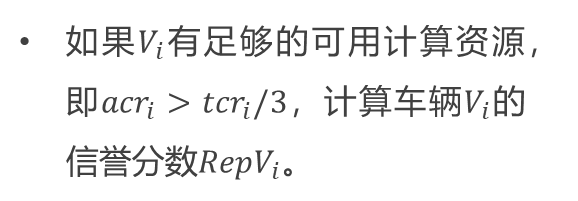 • 如果Vᵢ有足够的可用计算资源，
即acrᵢ > tcrᵢ/3，计算车辆Vᵢ的
信誉分数RepVᵢ。